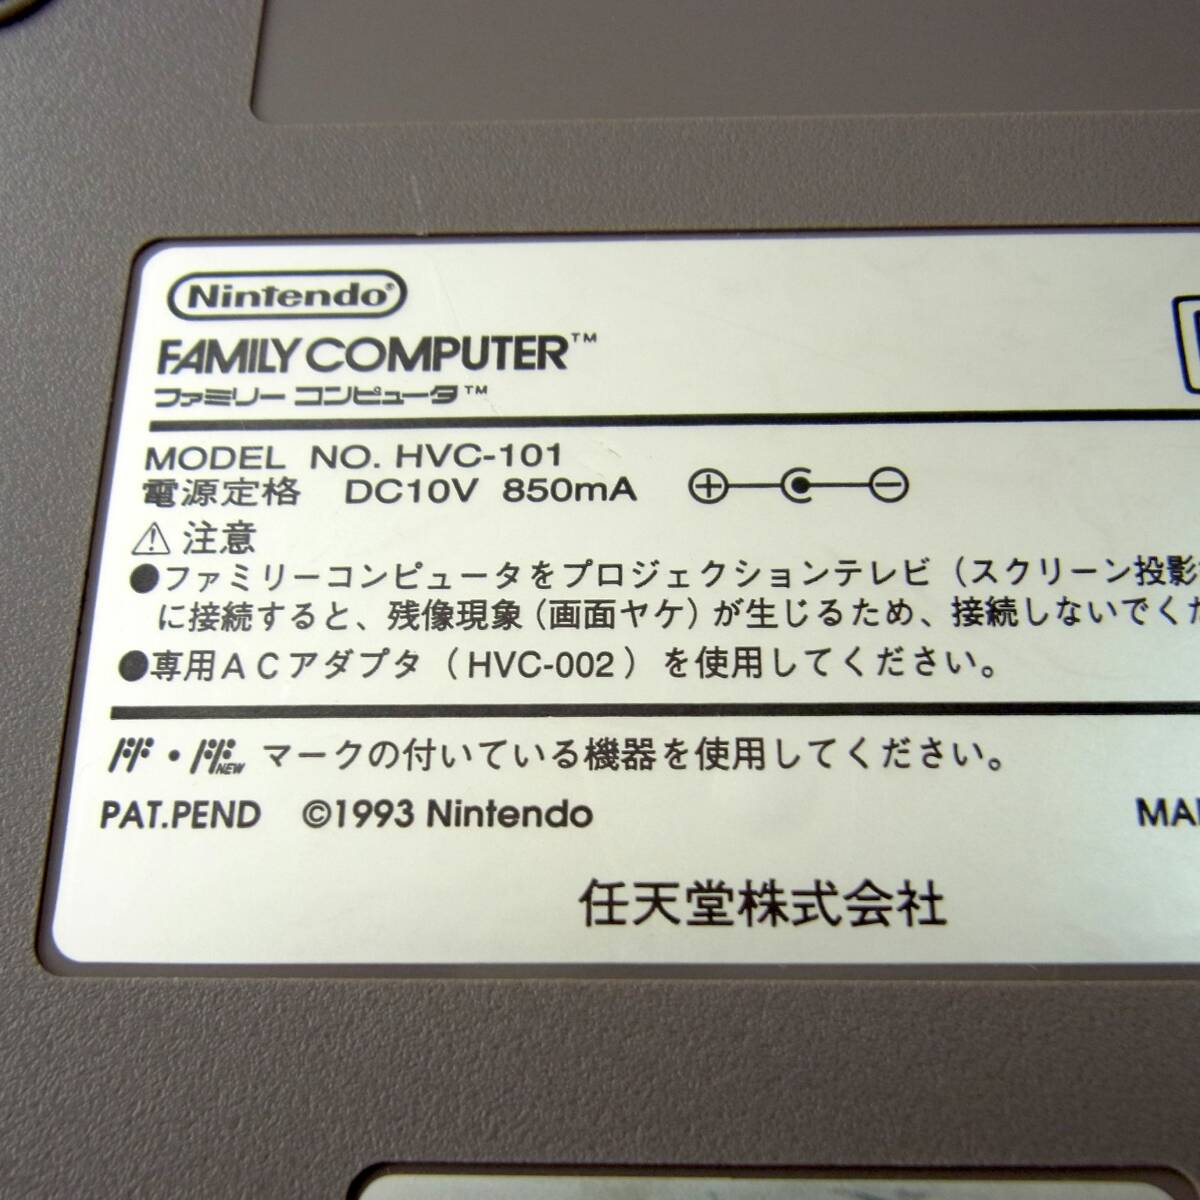 Nintendo®
FAMILY COMPUTER™
ファミリー コンピュータ™
MODEL NO. HVC-101
電源定格 DC10V 850mA
⚠ 注意
●ファミリーコンピュータをプロジェクションテレビ(スクリーン投影
に接続すると、残像現象(画面ヤケ)が生じるため、接続しないでくだ
●専用ACアダプタ(HVC-002)を使用してください。
FF・FF NEW マークの付いている機器を使用してください。
PAT.PEND ©1993 Nintendo
任天堂株式会社